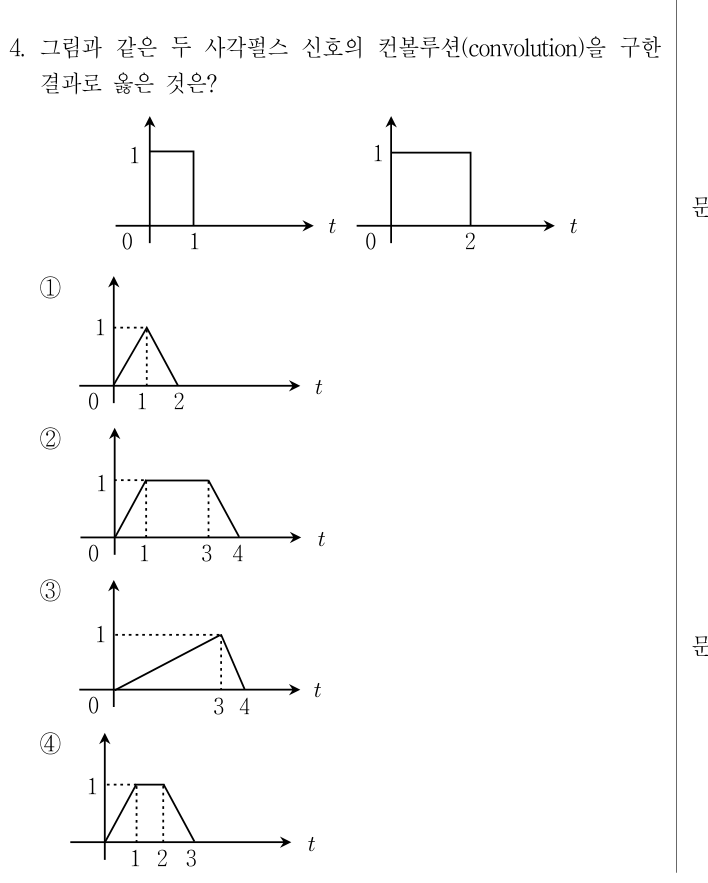 4. 그림과 같은 두 사각펄스 신호의 컨볼루션(convolution)을 구한
결과로 옳은 것은?
1
0 1 t
1
0 2 t
문
①
1
0 1 2 t
②
1
0 1 3 4 t
③
1
0 3 4 t
문
④
1
1 2 3 t